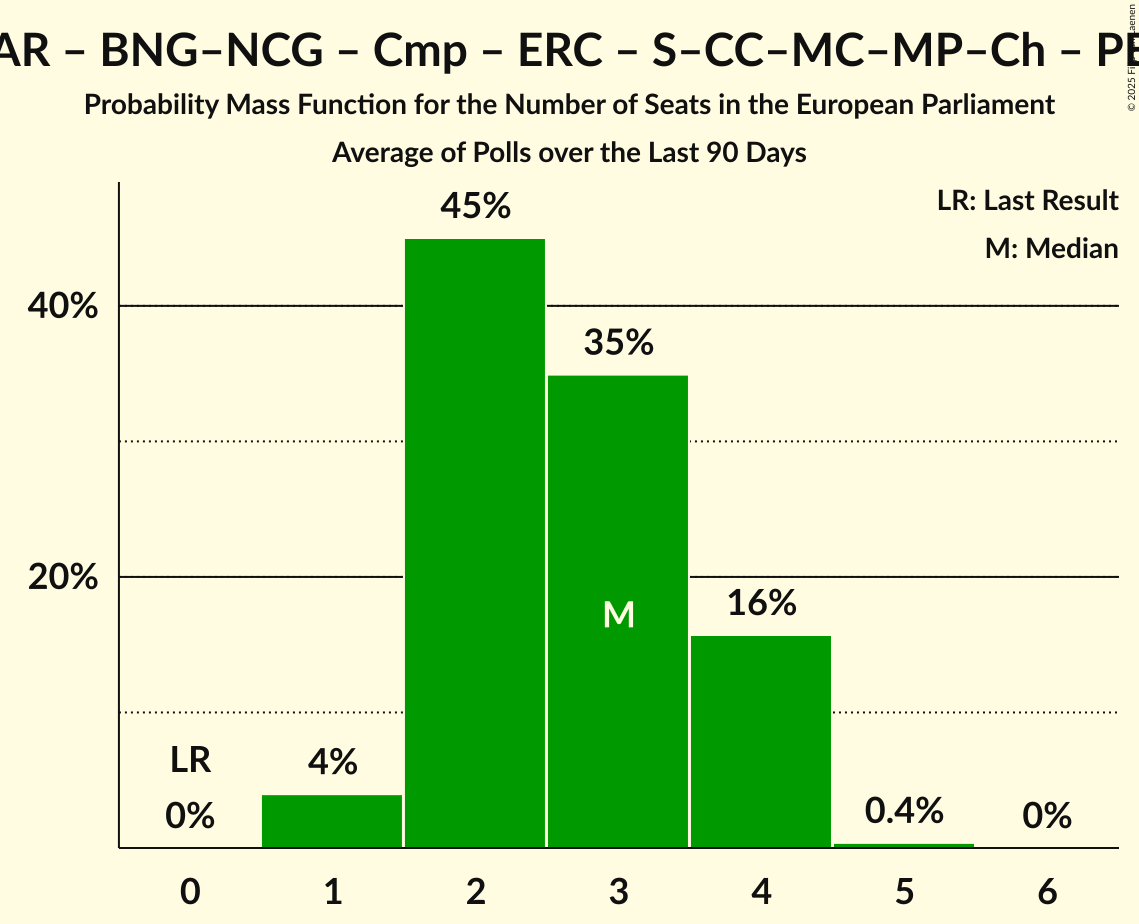 AR – BNG–NCG – Cmp – ERC – S–CC–MC–MP–Ch – PE
Probability Mass Function for the Number of Seats in the European Parliament
Average of Polls over the Last 90 Days
© 2025
LR: Last Result
M: Median
45%
40%
35%
20%
M
16%
LR
0%
4%
0.4%
0%
0 1 2 3 4 5 6